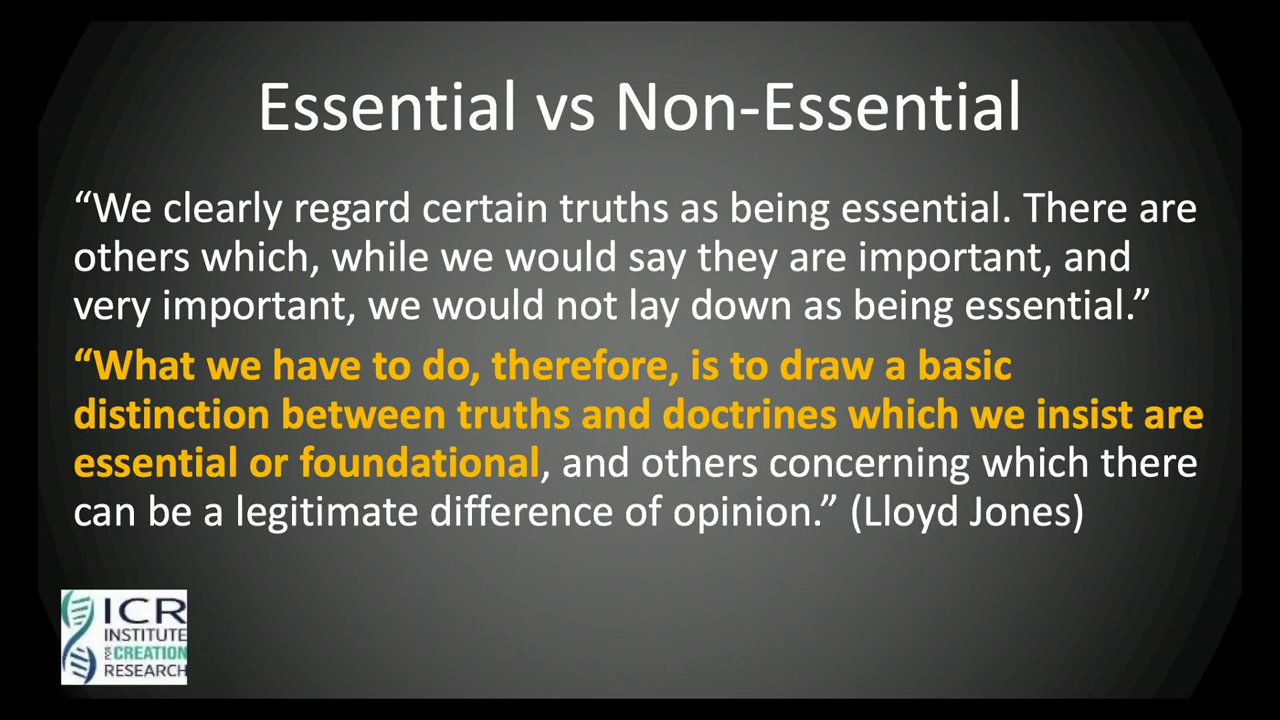 Essential vs Non-Essential
“We clearly regard certain truths as being essential. There are
others which, while we would say they are important, and
very important, we would not lay down as being essential.”
“What we have to do, therefore, is to draw a basic
distinction between truths and doctrines which we insist are
essential or foundational, and others concerning which there
can be a legitimate difference of opinion.” (Lloyd Jones)
ICR
INSTITUTE
FOR CREATION
RESEARCH